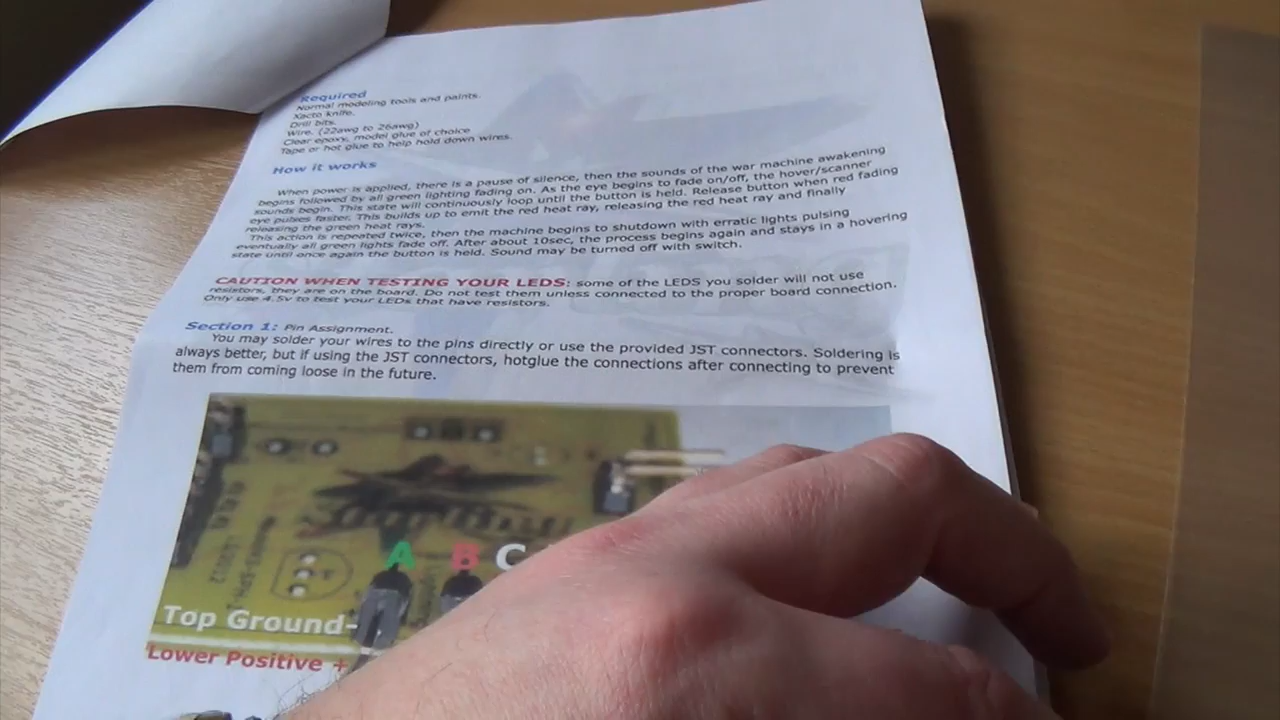 Required
Normal modeling tools and paints.
Xacto knife.
Drill bits.
Wire. (22awg to 26awg)
Clear epoxy, model glue of choice
Tape or hot glue to help hold down wires.
How it works
When power is applied, there is a pause of silence, then the sounds of the war machine awakening
begins followed by all green lighting fading on. As the eye begins to fade on/off, the hover/scanner
sounds begin. This state will continuously loop until the button is held. Release button when red fading
eye pulses faster. This builds up to emit the red heat ray, releasing the red heat ray and finally
releasing the green heat rays.
This action is repeated twice, then the machine begins to shutdown with erratic lights pulsing
eventually all green lights fade off. After about 10sec, the process begins again and stays in a hovering
state until once again the button is held. Sound may be turned off with switch.
CAUTION WHEN TESTING YOUR LEDS: some of the LEDS you solder will not use
resistors, they are on the board. Do not test them unless connected to the proper board connection.
Only use 4.5v to test your LEDs that have resistors.
Section 1: Pin Assignment.
You may solder your wires to the pins directly or use the provided JST connectors. Soldering is
always better, but if using the JST connectors, hotglue the connections after connecting to prevent
them from coming loose in the future.
A B C
Top Ground-
Lower Positive +